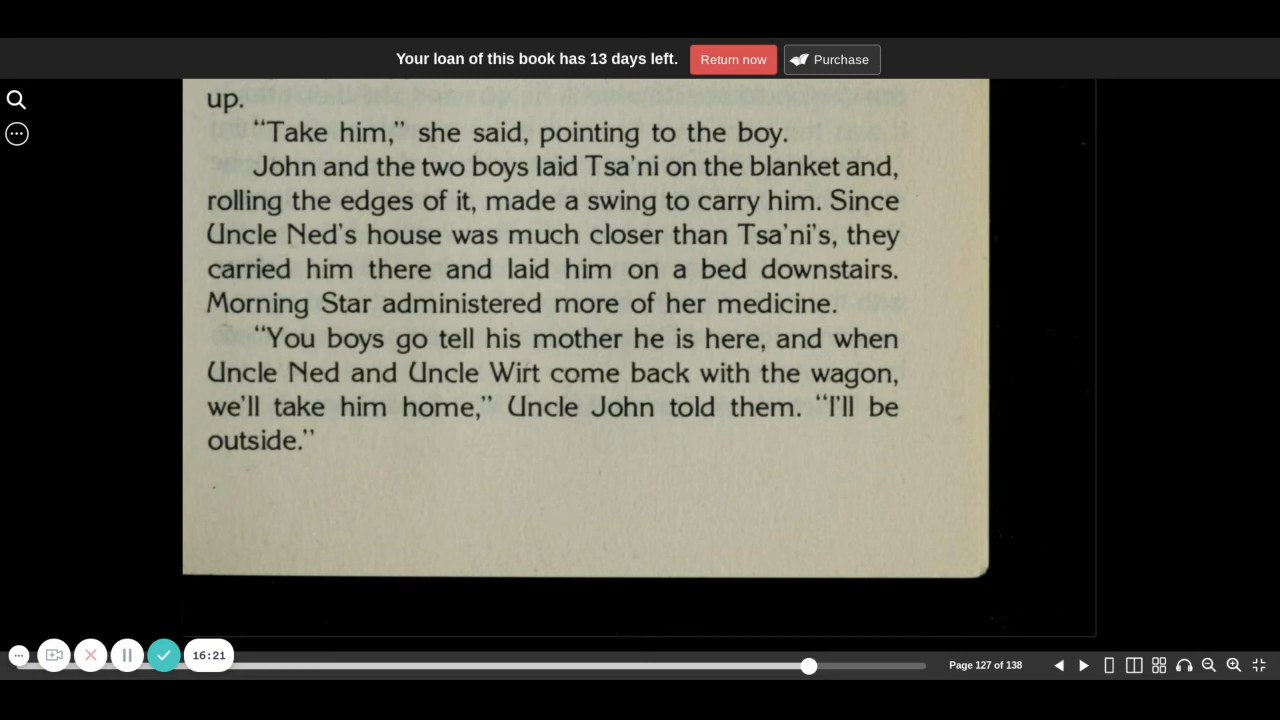 Your loan of this book has 13 days left. Return now Purchase
up.
“Take him,” she said, pointing to the boy.
John and the two boys laid Tsa’ni on the blanket and,
rolling the edges of it, made a swing to carry him. Since
Uncle Ned’s house was much closer than Tsa’ni’s, they
carried him there and laid him on a bed downstairs.
Morning Star administered more of her medicine.
“You boys go tell his mother he is here, and when
Uncle Ned and Uncle Wirt come back with the wagon,
we’ll take him home,” Uncle John told them. “I’ll be
outside.”
16:21
Page 127 of 138